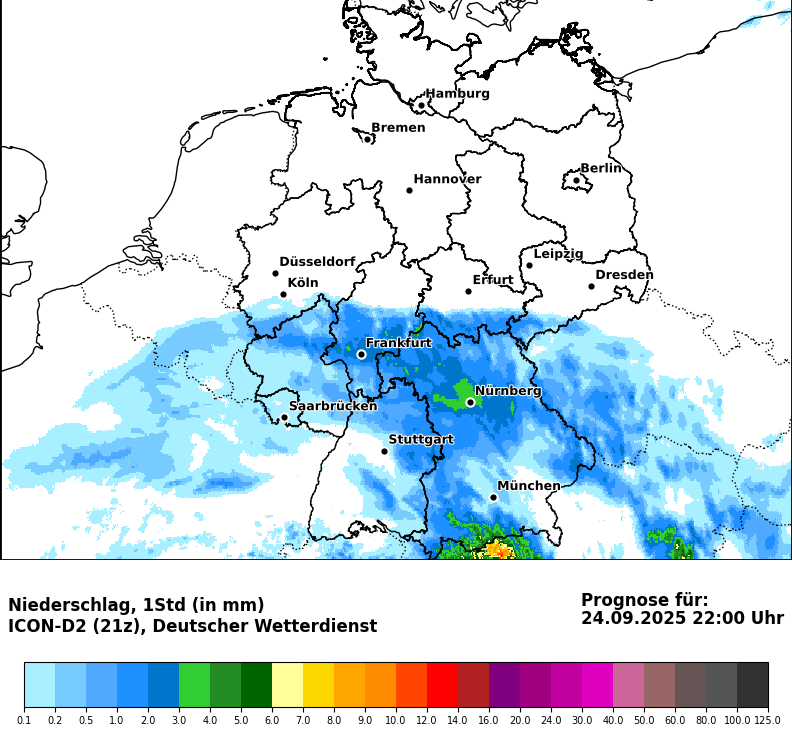 Hamburg
Bremen
Berlin
Hannover
Leipzig
Düsseldorf
Dresden
Köln
Erfurt
Frankfurt
Nürnberg
Saarbrücken
Stuttgart
München
Niederschlag, 1Std (in mm)
ICON-D2 (21z), Deutscher Wetterdienst
Prognose für:
24.09.2025 22:00 Uhr
0.1 0.2 0.5 1.0 2.0 3.0 4.0 5.0 6.0 7.0 8.0 9.0 10.0 12.0 14.0 16.0 20.0 24.0 30.0 40.0 50.0 60.0 80.0 100.0 125.0